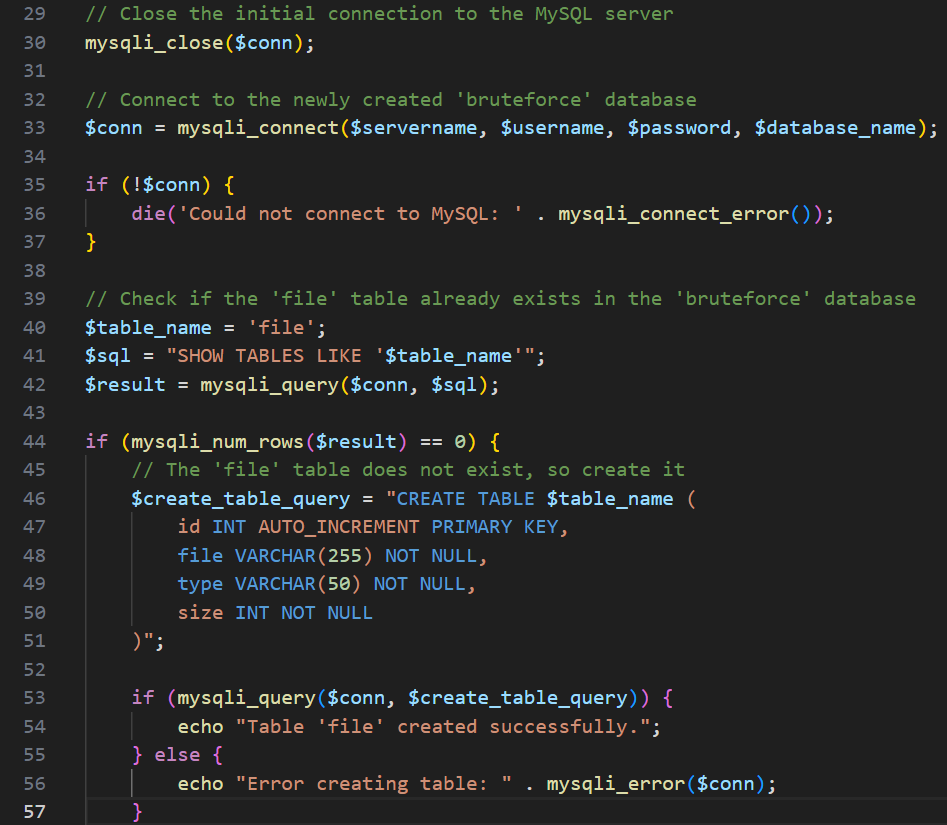 29 // Close the initial connection to the MySQL server
30 mysqli_close($conn);
31
32 // Connect to the newly created 'bruteforce' database
33 $conn = mysqli_connect($servername, $username, $password, $database_name);
34
35 if (!$conn) {
36     die('Could not connect to MySQL: ' . mysqli_connect_error());
37 }
38
39 // Check if the 'file' table already exists in the 'bruteforce' database
40 $table_name = 'file';
41 $sql = "SHOW TABLES LIKE '$table_name'";
42 $result = mysqli_query($conn, $sql);
43
44 if (mysqli_num_rows($result) == 0) {
45     // The 'file' table does not exist, so create it
46     $create_table_query = "CREATE TABLE $table_name (
47         id INT AUTO_INCREMENT PRIMARY KEY,
48         file VARCHAR(255) NOT NULL,
49         type VARCHAR(50) NOT NULL,
50         size INT NOT NULL
51     )";
52
53     if (mysqli_query($conn, $create_table_query)) {
54         echo "Table 'file' created successfully.";
55     } else {
56         echo "Error creating table: " . mysqli_error($conn);
57     }